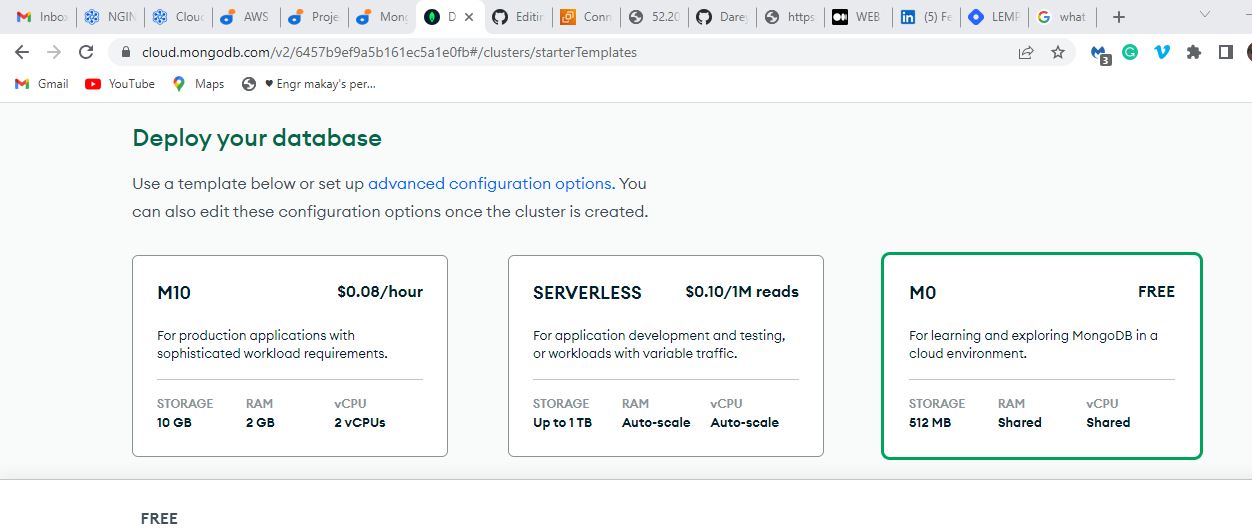 Inbox
NGIN
Clouc
AWS
Proje
Mong
D
Editir
Conn
52.20
Darey
https
WEB
(5) Fe
LEMP
what
cloud.mongodb.com/v2/6457b9ef9a5b161ec5a1e0fb#/clusters/starterTemplates
3
Gmail
YouTube
Maps
♥ Engr makay's per...
Deploy your database
Use a template below or set up advanced configuration options. You
can also edit these configuration options once the cluster is created.
M10 $0.08/hour
For production applications with
sophisticated workload requirements.
STORAGE RAM vCPU
10 GB 2 GB 2 vCPUs
SERVERLESS $0.10/1M reads
For application development and testing,
or workloads with variable traffic.
STORAGE RAM vCPU
Up to 1 TB Auto-scale Auto-scale
M0 FREE
For learning and exploring MongoDB in a
cloud environment.
STORAGE RAM vCPU
512 MB Shared Shared
FREE